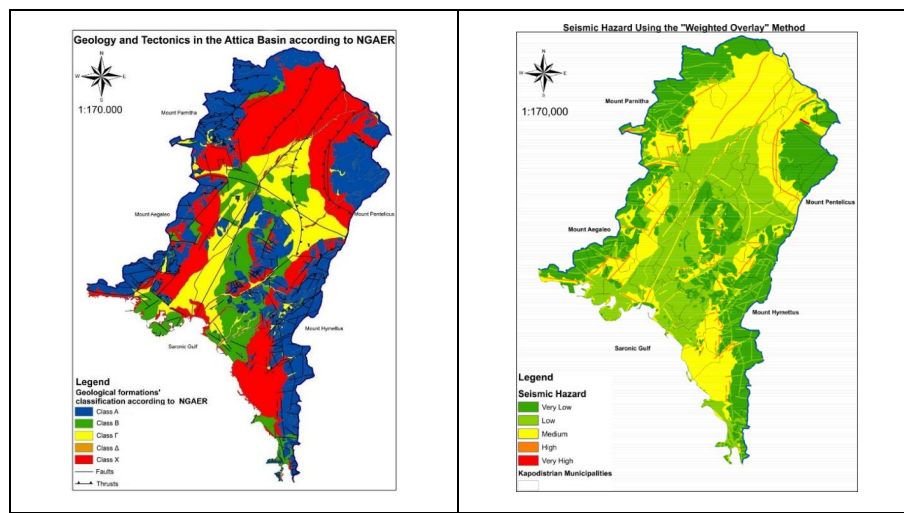 Geology and Tectonics in the Attica Basin according to NGAER
N
W
E
S
1:170.000
Mount Parnitha
Mount Aegaleo
Mount Pentelicus
Mount Hymettus
Saronic Gulf
Legend
Geological formations'
classification according to NGAER
Class A
Class B
Class Γ
Class Δ
Class X
Faults
Thrusts
Seismic Hazard Using the "Weighted Overlay" Method
N
W
E
S
1:170,000
Mount Parnitha
Mount Pentelicus
Mount Aegaleo
Mount Hymettus
Saronic Gulf
Legend
Seismic Hazard
Very Low
Low
Medium
High
Very High
Kapodistrian Municipalities